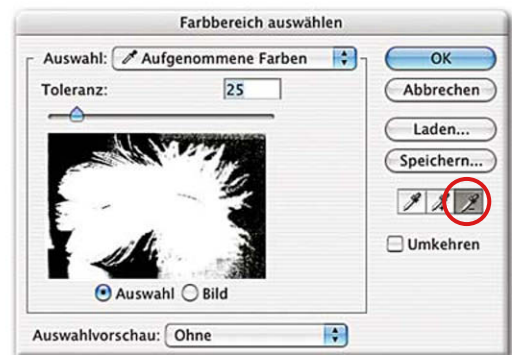 Farbbereich auswählen
Auswahl: Aufgenommene Farben
Toleranz: 25
Auswahl Bild
Auswahlvorschau: Ohne
OK
Abbrechen
Laden...
Speichern...
Umkehren